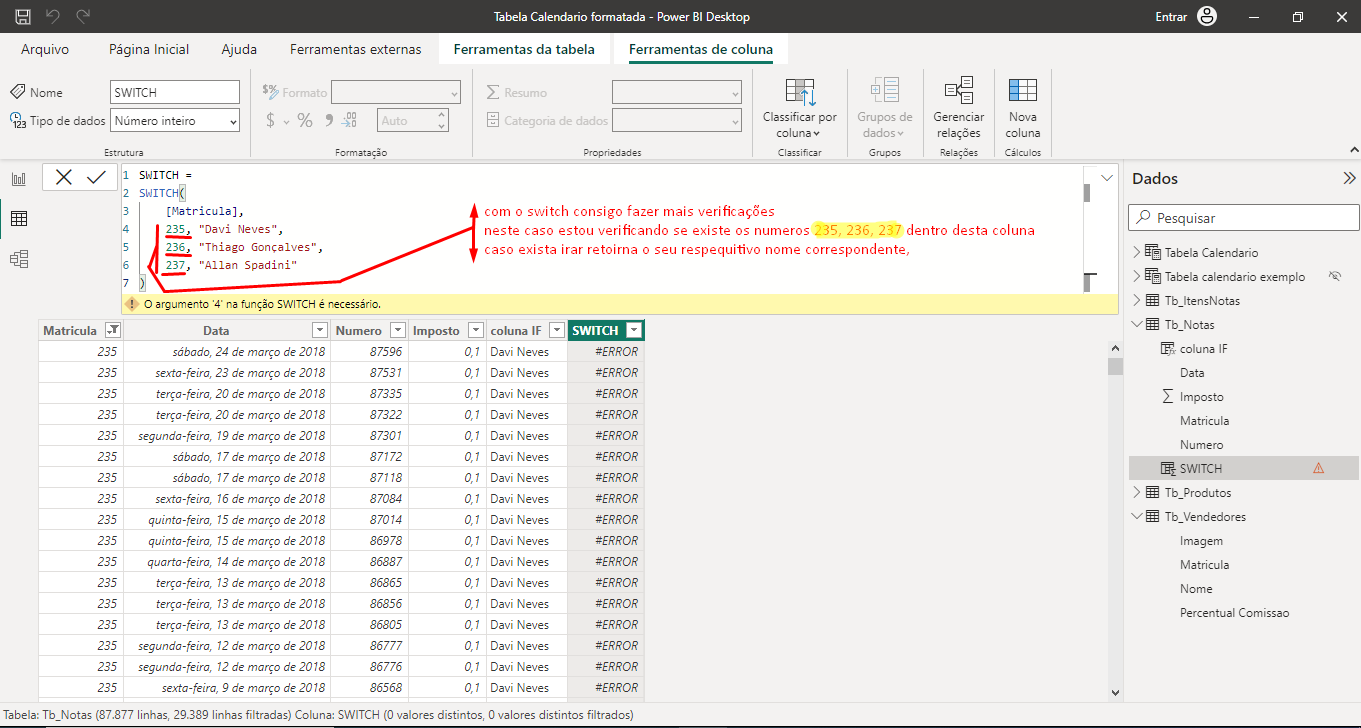 Tabela Calendario formatada - Power BI Desktop
Entrar
Arquivo
Página Inicial
Ajuda
Ferramentas externas
Ferramentas da tabela
Ferramentas de coluna
Nome
SWITCH
Formato
Resumo
Tipo de dados
Número inteiro
$ % 9 Auto
Categoria de dados
Classificar por coluna
Grupos de dados
Gerenciar relações
Nova coluna
Estrutura
Formatação
Propriedades
Classificar
Grupos
Relações
Cálculos
1 SWITCH =
2 SWITCH(
3 [Matricula],
4 235, "Davi Neves",
5 236, "Thiago Gonçalves",
6 237, "Allan Spadini"
7 )
com o switch consigo fazer mais verificações
neste caso estou verificando se existe os numeros 235, 236, 237 dentro desta coluna
caso exista irar retoirna o seu respequitivo nome correspondente,
O argumento '4' na função SWITCH é necessário.
Matricula Data Numero Imposto coluna IF SWITCH
235 sábado, 24 de março de 2018 87596 0,1 Davi Neves #ERROR
235 sexta-feira, 23 de março de 2018 87531 0,1 Davi Neves #ERROR
235 terça-feira, 20 de março de 2018 87335 0,1 Davi Neves #ERROR
235 terça-feira, 20 de março de 2018 87322 0,1 Davi Neves #ERROR
235 segunda-feira, 19 de março de 2018 87301 0,1 Davi Neves #ERROR
235 sábado, 17 de março de 2018 87172 0,1 Davi Neves #ERROR
235 sábado, 17 de março de 2018 87118 0,1 Davi Neves #ERROR
235 sexta-feira, 16 de março de 2018 87084 0,1 Davi Neves #ERROR
235 quinta-feira, 15 de março de 2018 87014 0,1 Davi Neves #ERROR
235 quinta-feira, 15 de março de 2018 86978 0,1 Davi Neves #ERROR
235 quarta-feira, 14 de março de 2018 86887 0,1 Davi Neves #ERROR
235 terça-feira, 13 de março de 2018 86865 0,1 Davi Neves #ERROR
235 terça-feira, 13 de março de 2018 86856 0,1 Davi Neves #ERROR
235 terça-feira, 13 de março de 2018 86805 0,1 Davi Neves #ERROR
235 segunda-feira, 12 de março de 2018 86777 0,1 Davi Neves #ERROR
235 segunda-feira, 12 de março de 2018 86776 0,1 Davi Neves #ERROR
235 sexta-feira, 9 de março de 2018 86568 0,1 Davi Neves #ERROR
Dados
Pesquisar
Tabela Calendario
Tabela calendario exemplo
Tb_ItensNotas
Tb_Notas
coluna IF
Data
Imposto
Matricula
Numero
SWITCH
Tb_Produtos
Tb_Vendedores
Imagem
Matricula
Nome
Percentual Comissao
Tabela: Tb_Notas (87.877 linhas, 29.389 linhas filtradas) Coluna: SWITCH (0 valores distintos, 0 valores distintos filtrados)